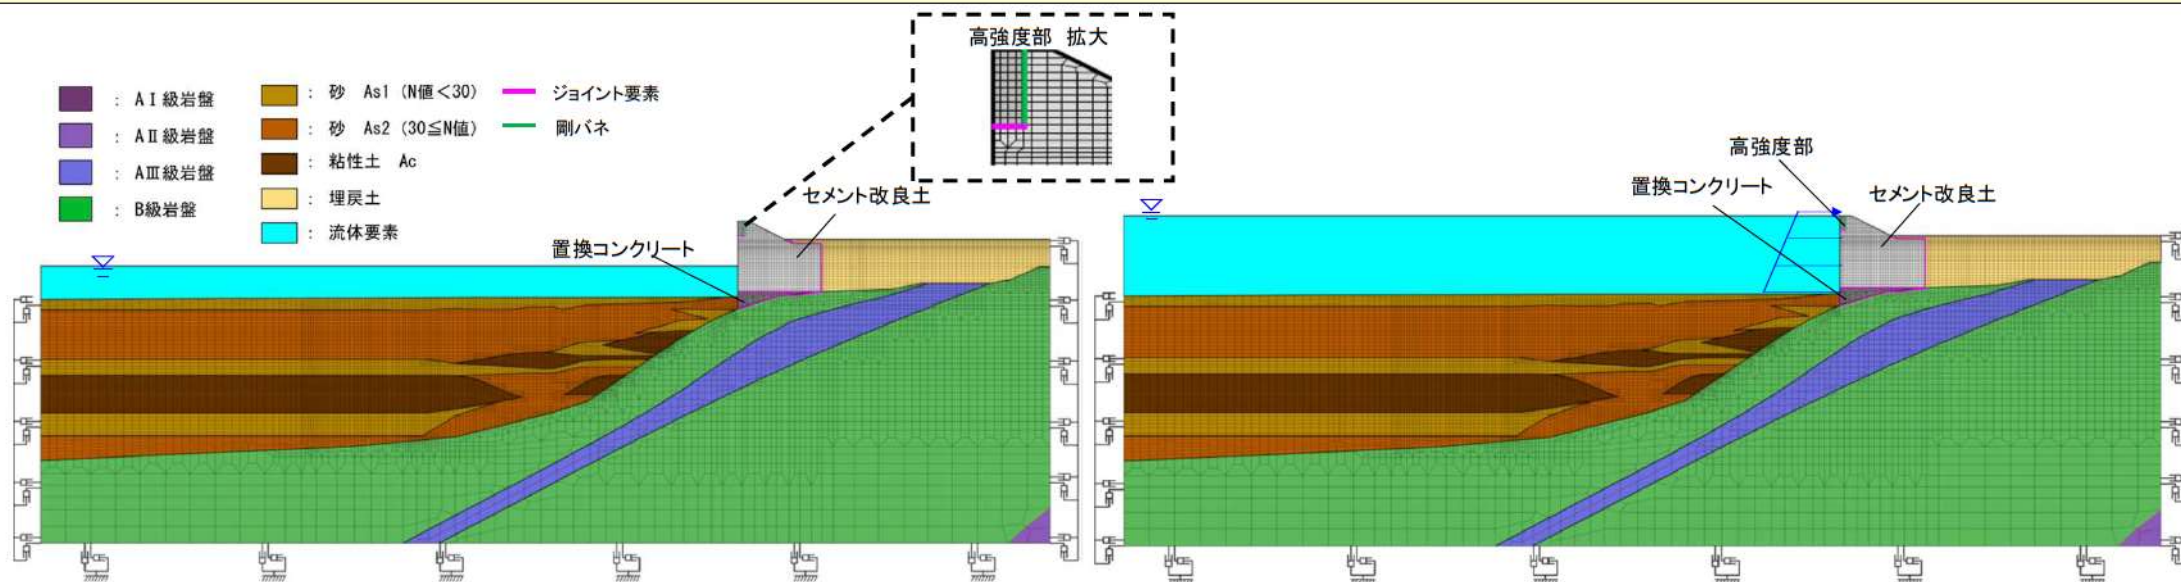 高強度部 拡大
： AⅠ級岩盤
： AⅡ級岩盤
： AⅢ級岩盤
： B級岩盤
： 砂 As1 (N値＜30)
： 砂 As2 (30≦N値)
： 粘性土 Ac
： 埋戻土
： 流体要素
ジョイント要素
剛バネ
置換コンクリート
セメント改良土
高強度部
置換コンクリート
セメント改良土